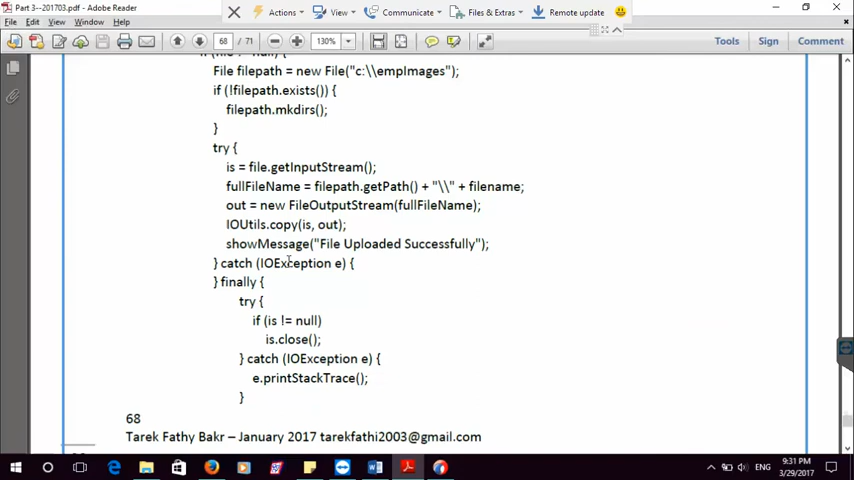 Part 3--201703.pdf - Adobe Reader
Actions
View
Communicate
Files & Extras
Remote update
File Edit View Window Help
68 / 71
130%
Tools Sign Comment
File filepath = new File("c:\\empImages");
if (!filepath.exists()) {
filepath.mkdirs();
}
try {
is = file.getInputStream();
fullFileName = filepath.getPath() + "\\" + filename;
out = new FileOutputStream(fullFileName);
IOUtils.copy(is, out);
showMessage("File Uploaded Successfully");
} catch (IOException e) {
} finally {
try {
if (is != null)
is.close();
} catch (IOException e) {
e.printStackTrace();
}
68
Tarek Fathy Bakr – January 2017 tarekfathi2003@gmail.com
ENG
9:31 PM
3/29/2017